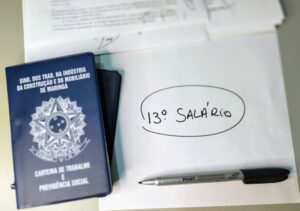 SIND. DOS TRAB. NA INDÚSTRIA
DA CONSTRUÇÃO E DO MOBILIÁRIO
DE MARINGÁ
CARTEIRA DE TRABALHO
E
PREVIDÊNCIA SOCIAL
13º SALÁRIO
PILOT